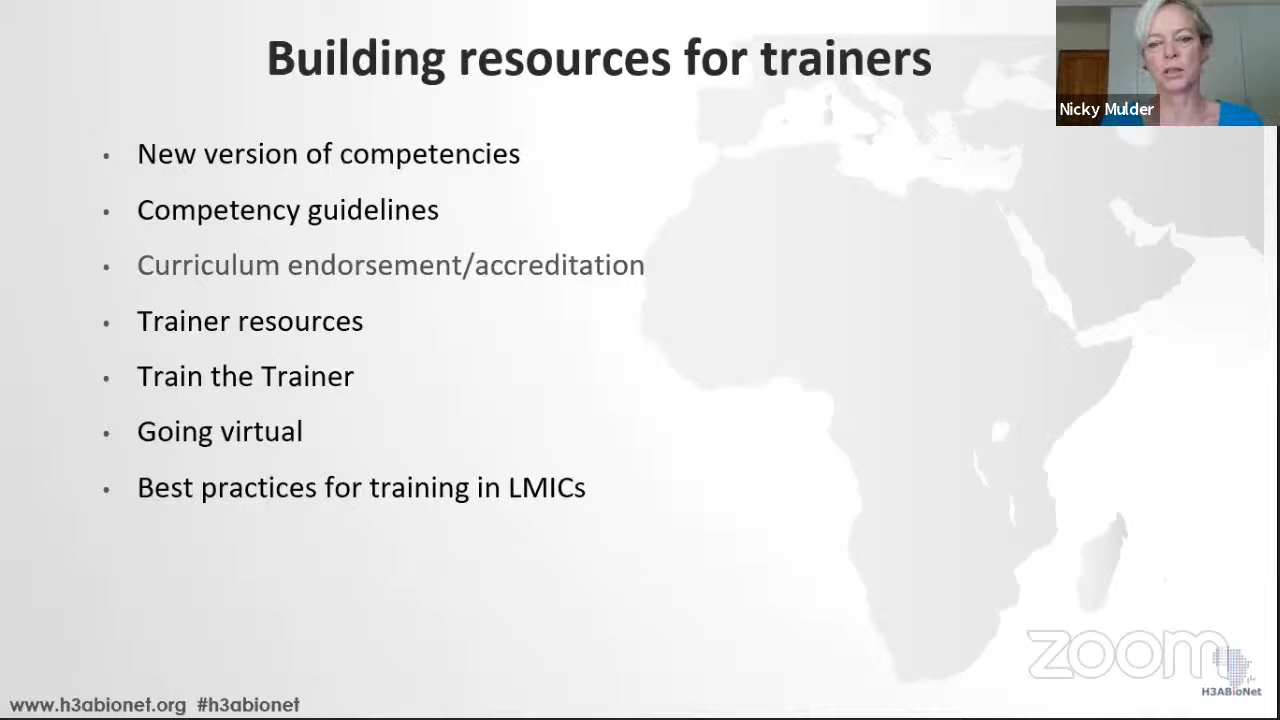 Building resources for trainers
Nicky Mulder
• New version of competencies
• Competency guidelines
• Curriculum endorsement/accreditation
• Trainer resources
• Train the Trainer
• Going virtual
• Best practices for training in LMICs
zoom
H3ABioNet
www.h3abionet.org #h3abionet